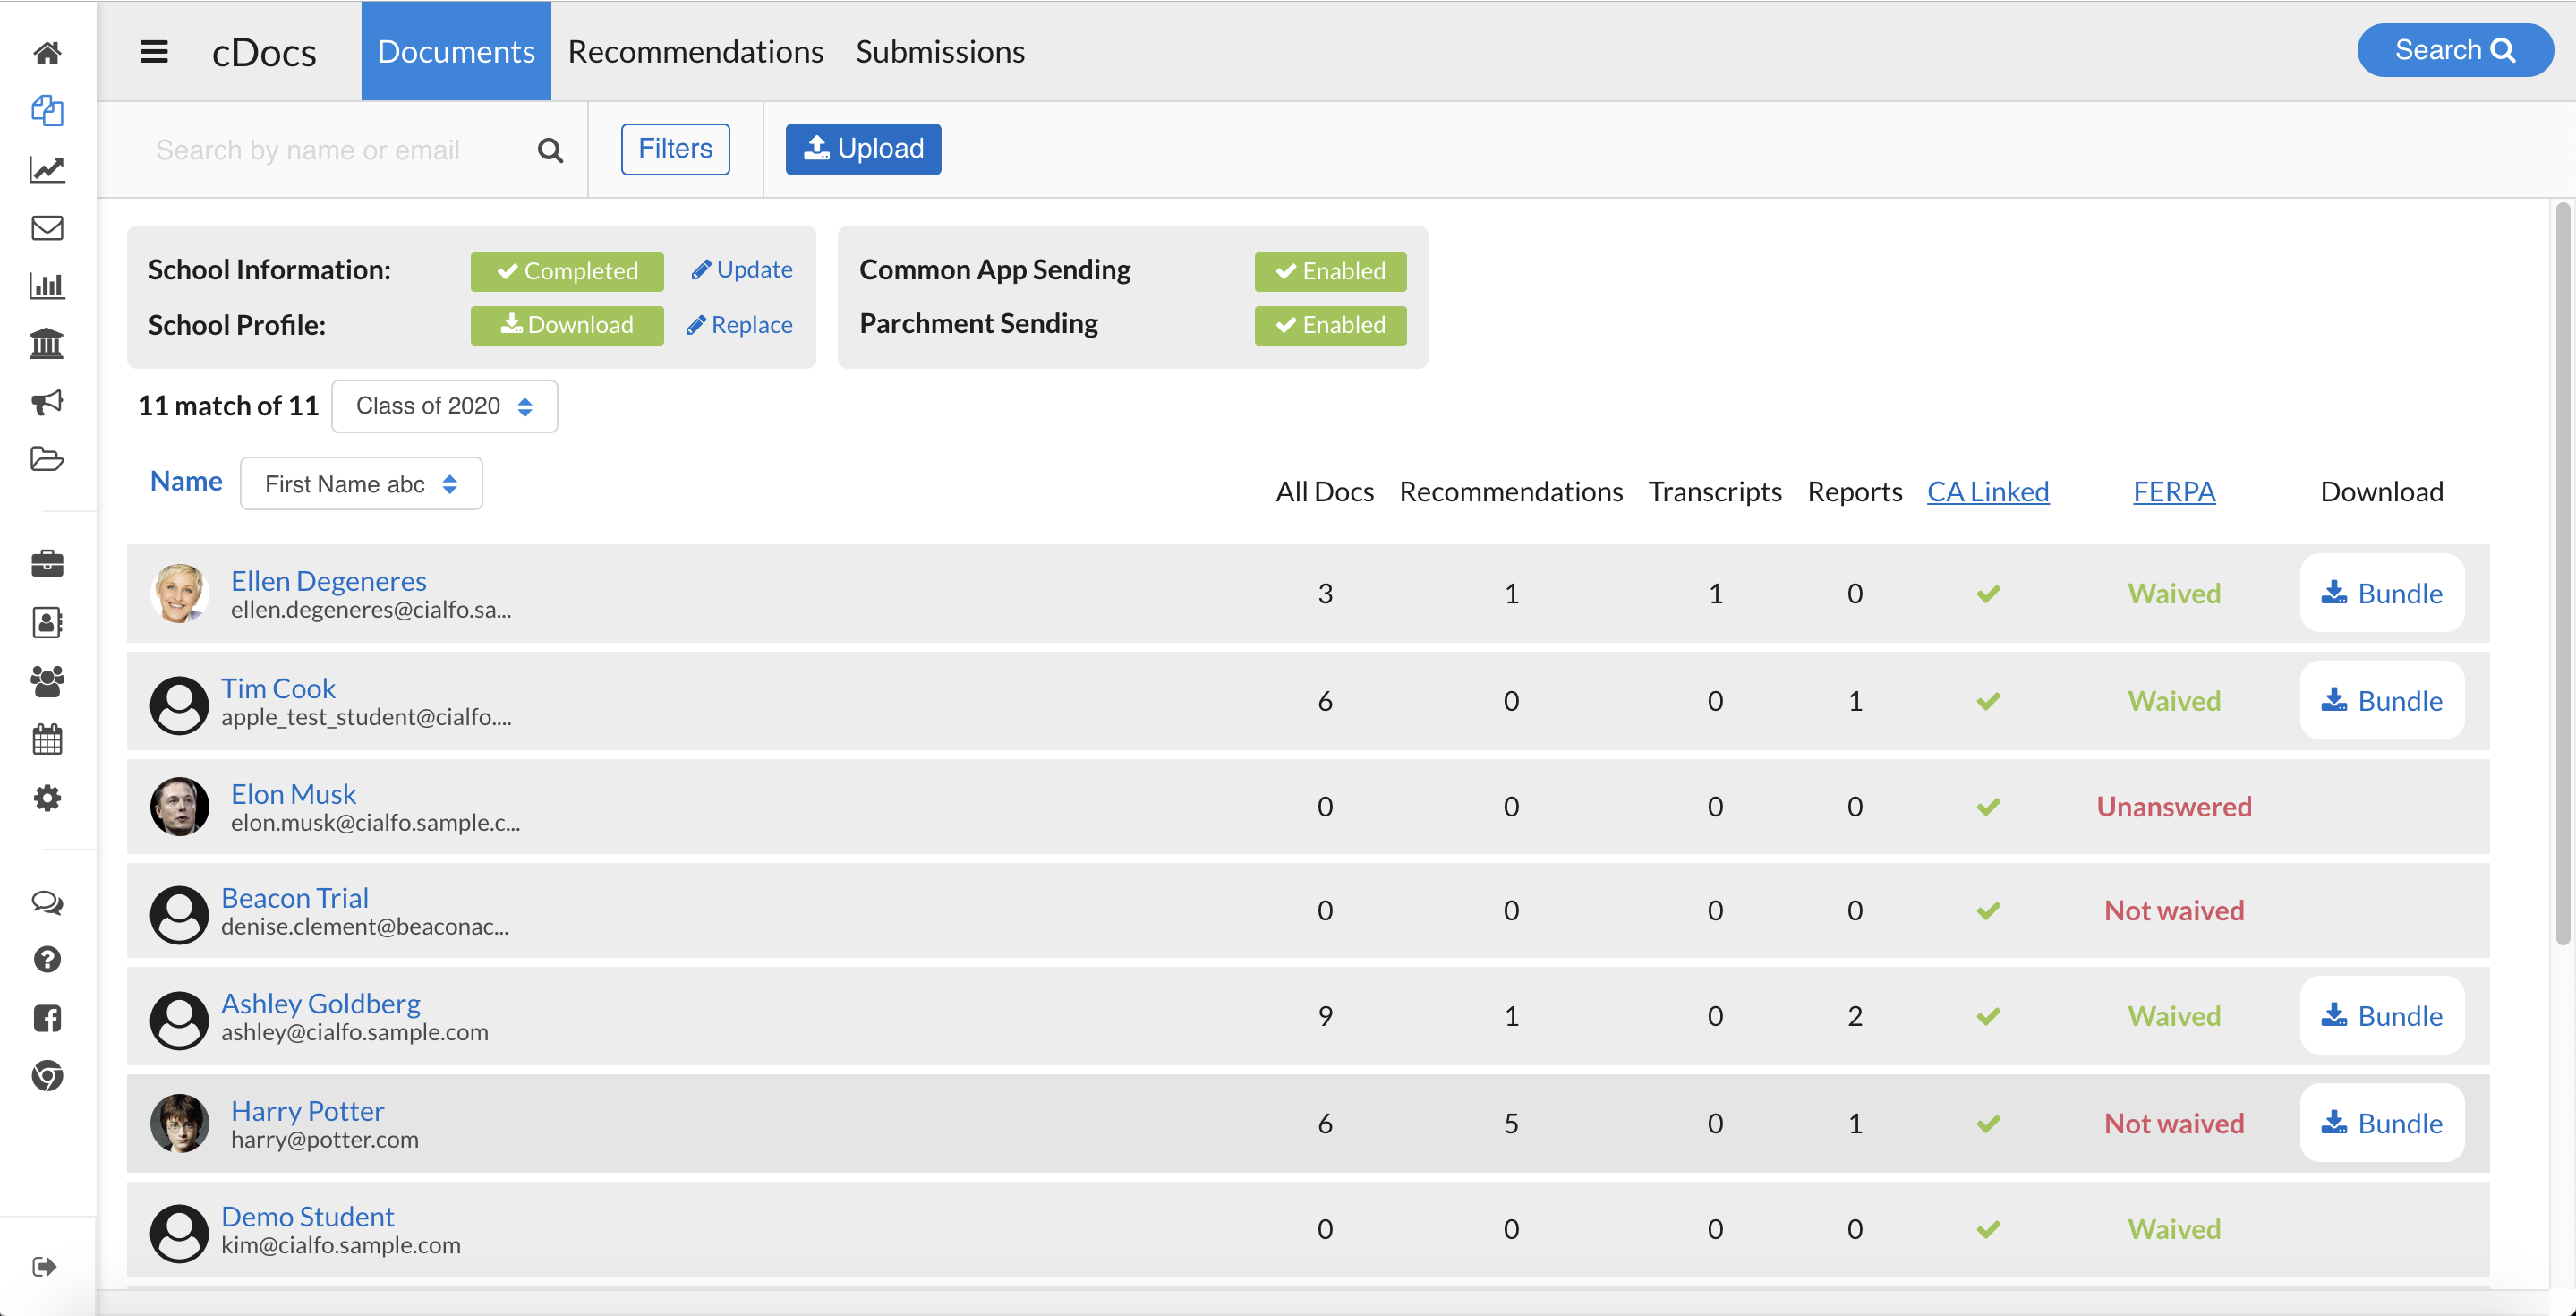 cDocs Documents Recommendations Submissions Search
Search by name or email Filters Upload
School Information: Completed Update
School Profile: Download Replace
Common App Sending Enabled
Parchment Sending Enabled
11 match of 11 Class of 2020
Name First Name abc All Docs Recommendations Transcripts Reports CA Linked FERPA Download
Ellen Degeneres
ellen.degeneres@cialfo.sa...
3 1 1 0 Waived Bundle
Tim Cook
apple_test_student@cialfo....
6 0 0 1 Waived Bundle
Elon Musk
elon.musk@cialfo.sample.c...
0 0 0 0 Unanswered
Beacon Trial
denise.clement@beaconac...
0 0 0 0 Not waived
Ashley Goldberg
ashley@cialfo.sample.com
9 1 0 2 Waived Bundle
Harry Potter
harry@potter.com
6 5 0 1 Not waived Bundle
Demo Student
kim@cialfo.sample.com
0 0 0 0 Waived